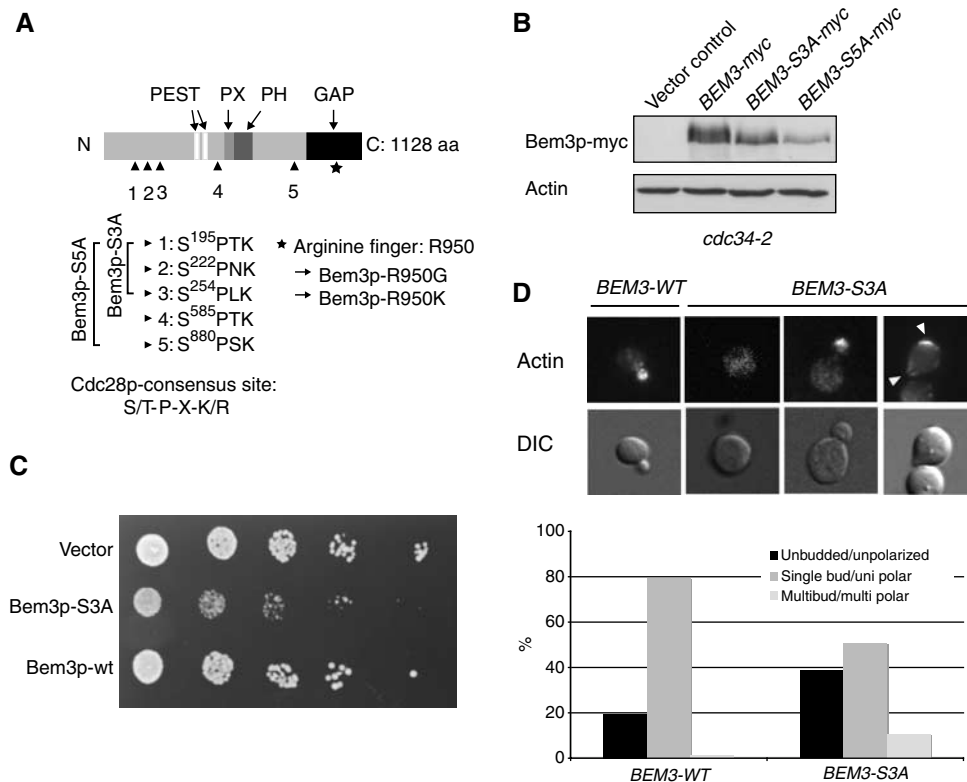 A
PEST PX PH GAP
N
C: 1128 aa
1 2 3 4 5
Bem3p-S5A
Bem3p-S3A
1: S195PTK
2: S222PNK
3: S254PLK
4: S585PTK
5: S880PSK
★ Arginine finger: R950
→ Bem3p-R950G
→ Bem3p-R950K
Cdc28p-consensus site:
S/T-P-X-K/R
B
Vector control
BEM3-myc
BEM3-S3A-myc
BEM3-S5A-myc
Bem3p-myc
Actin
cdc34-2
C
Vector
Bem3p-S3A
Bem3p-wt
D
BEM3-WT BEM3-S3A
Actin
DIC
100
80
60
40
20
0
%
Unbudded/unpolarized
Single bud/uni polar
Multibud/multi polar
BEM3-WT BEM3-S3A